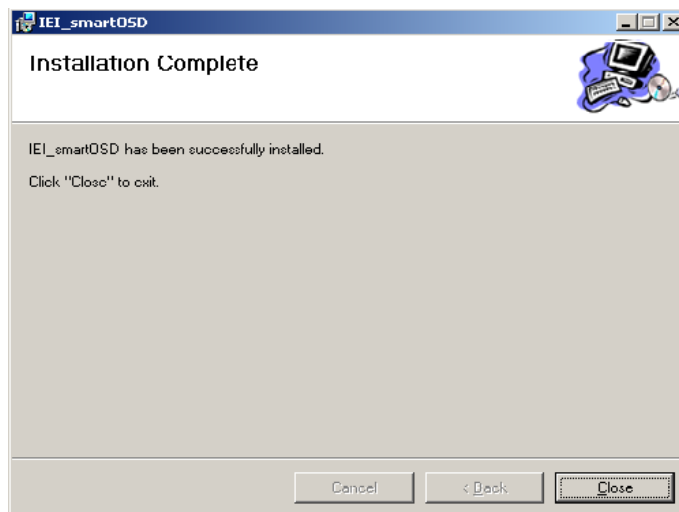 IEI_smartOSD
Installation Complete
IEI_smartOSD has been successfully installed.
Click "Close" to exit.
Cancel
< Back
Close